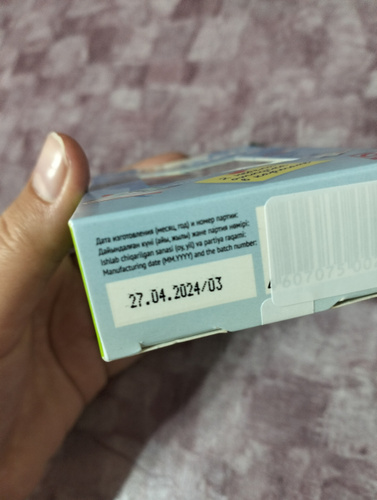 Дата изготовления (месяц, год) и номер партии:
Дайындалған күні (айы, жылы) және партия нөмірі:
Ishlab chiqarilgan sanasi (oy, yil) va partiya raqami:
Manufacturing date (MM.YYYY) and the batch number:
27.04.2024/03